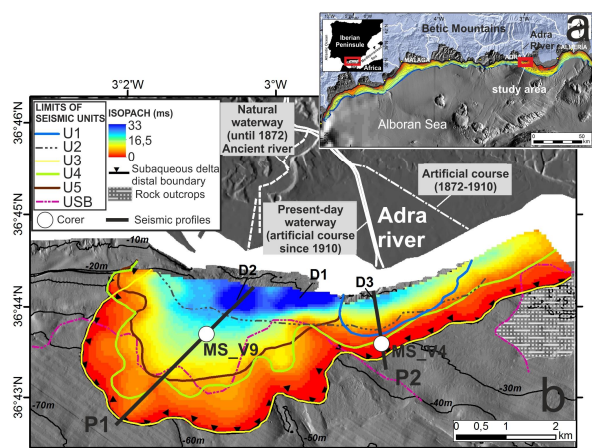 a
Iberian
Peninsule
Africa
Betic Mountains
Adra
River
MALAGA
ADRA
ALMERIA
4°W
3°W
study area
Alboran Sea
0
50
km
3°2'W
3°W
36°46'N
36°45'N
36°44'N
36°43'N
LIMITS OF
SEISMIC UNITS
U1
U2
U3
U4
U5
USB
ISOPACH (ms)
33
16,5
0
Subaqueous delta
distal boundary
Rock outcrops
Corer
Seismic profiles
Natural
waterway
(until 1872)
Ancient river
Artificial course
(1872-1910)
Present-day
waterway
(artificial course
since 1910)
Adra
river
-10m
-20m
D2
D1
D3
MS_V9
MS_V4
P1
P2
-30m
-40m
-50m
-60m
-70m
b
0 0,5 1 2
km